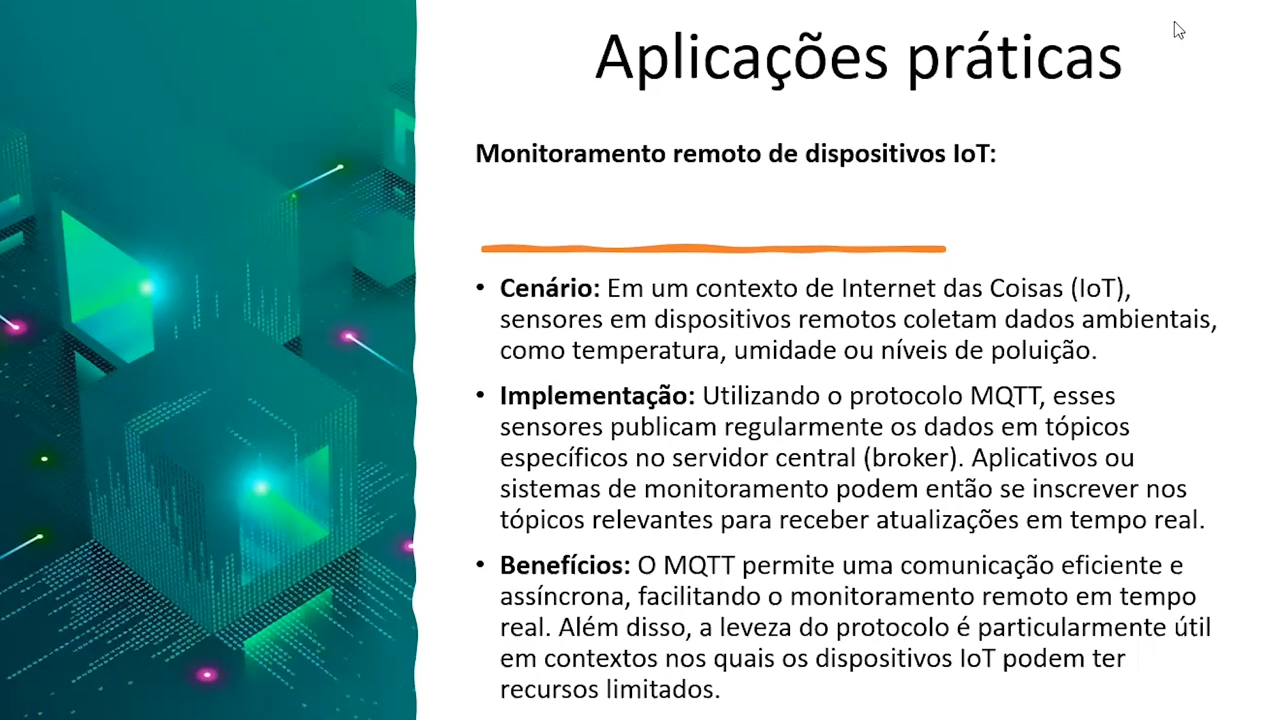 Aplicações práticas
Monitoramento remoto de dispositivos IoT:
• Cenário: Em um contexto de Internet das Coisas (IoT),
sensores em dispositivos remotos coletam dados ambientais,
como temperatura, umidade ou níveis de poluição.
• Implementação: Utilizando o protocolo MQTT, esses
sensores publicam regularmente os dados em tópicos
específicos no servidor central (broker). Aplicativos ou
sistemas de monitoramento podem então se inscrever nos
tópicos relevantes para receber atualizações em tempo real.
• Benefícios: O MQTT permite uma comunicação eficiente e
assíncrona, facilitando o monitoramento remoto em tempo
real. Além disso, a leveza do protocolo é particularmente útil
em contextos nos quais os dispositivos IoT podem ter
recursos limitados.